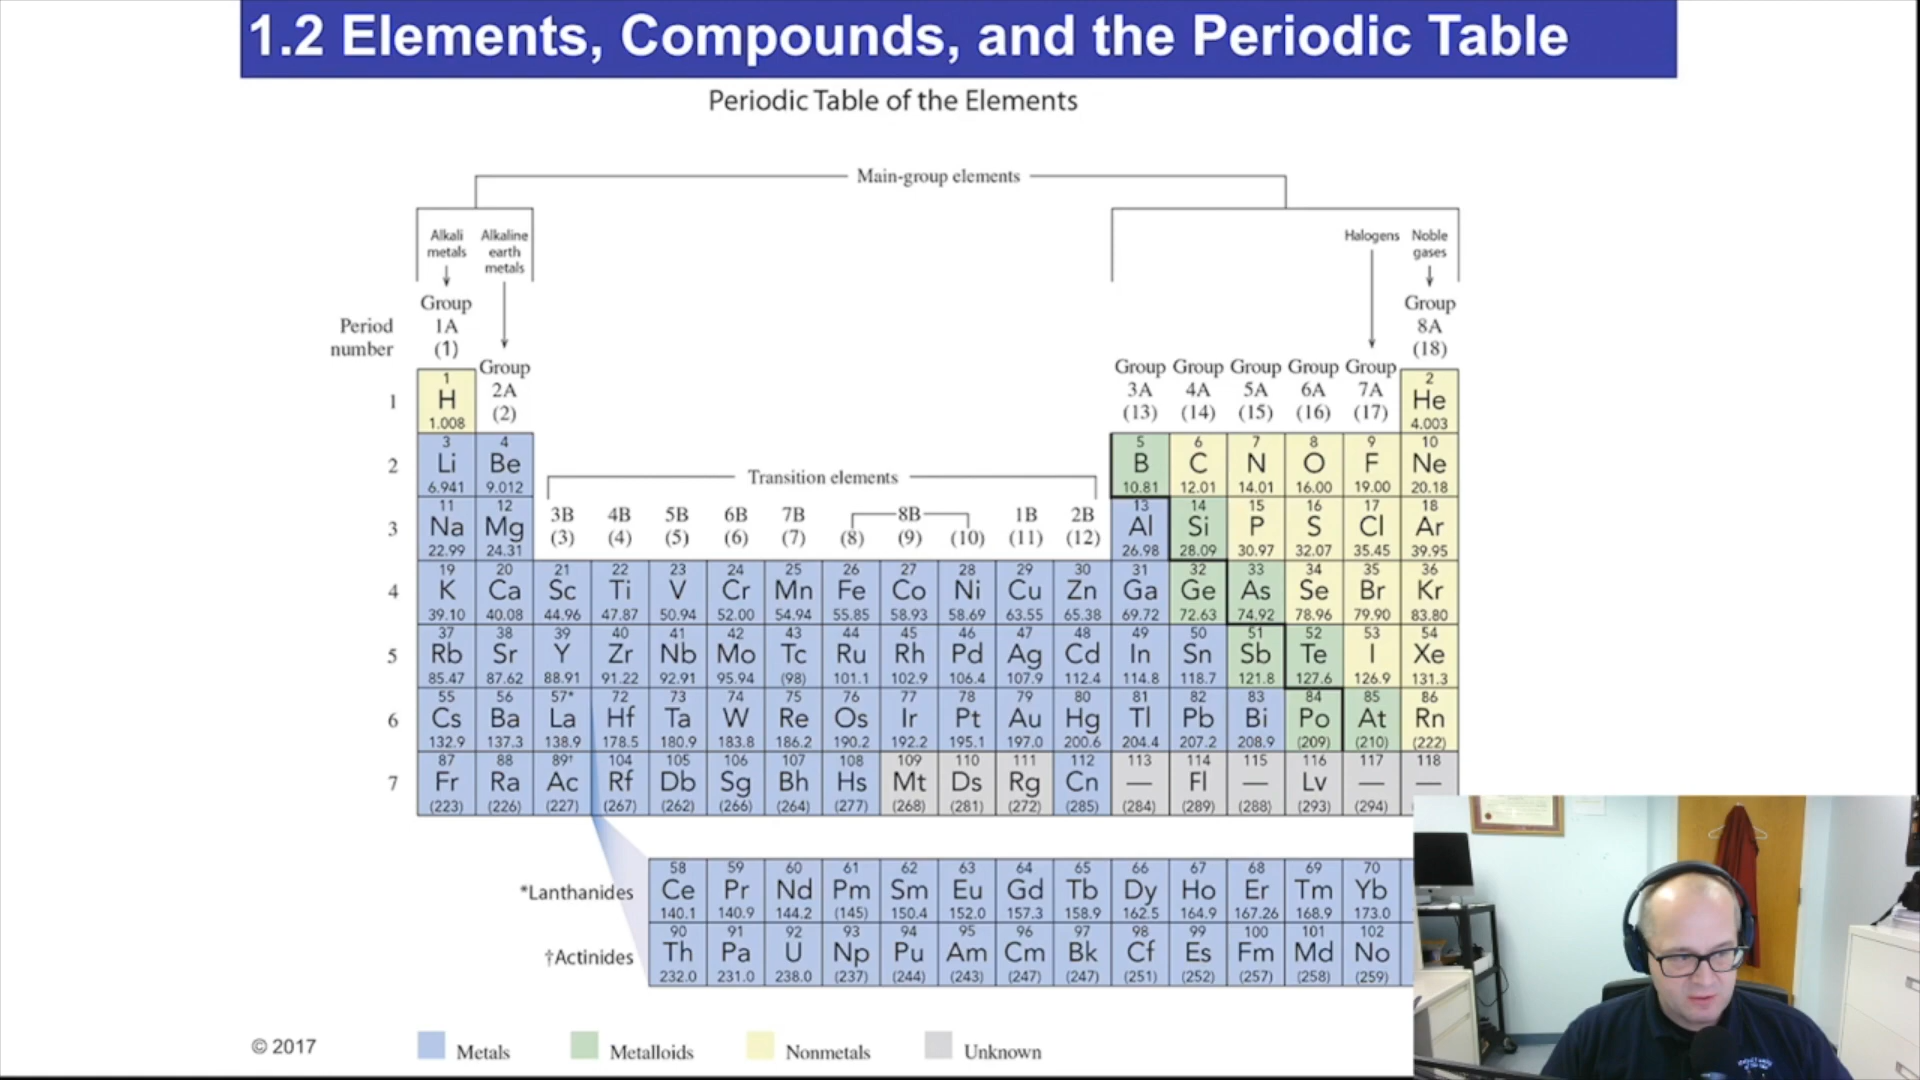 1.2 Elements, Compounds, and the Periodic Table
Periodic Table of the Elements
Main-group elements
Alkali metals
Alkaline earth metals
Halogens
Noble gases
Period number
Group 1A (1)
Group 2A (2)
Transition elements
3B (3)
4B (4)
5B (5)
6B (6)
7B (7)
8B
(8) (9) (10)
1B (11)
2B (12)
Group 3A (13)
Group 4A (14)
Group 5A (15)
Group 6A (16)
Group 7A (17)
Group 8A (18)
1
1 H 1.008
2 He 4.003
2
3 Li 6.941
4 Be 9.012
5 B 10.81
6 C 12.01
7 N 14.01
8 O 16.00
9 F 19.00
10 Ne 20.18
3
11 Na 22.99
12 Mg 24.31
13 Al 26.98
14 Si 28.09
15 P 30.97
16 S 32.07
17 Cl 35.45
18 Ar 39.95
4
19 K 39.10
20 Ca 40.08
21 Sc 44.96
22 Ti 47.87
23 V 50.94
24 Cr 52.00
25 Mn 54.94
26 Fe 55.85
27 Co 58.93
28 Ni 58.69
29 Cu 63.55
30 Zn 65.38
31 Ga 69.72
32 Ge 72.63
33 As 74.92
34 Se 78.96
35 Br 79.90
36 Kr 83.80
5
37 Rb 85.47
38 Sr 87.62
39 Y 88.91
40 Zr 91.22
41 Nb 92.91
42 Mo 95.94
43 Tc (98)
44 Ru 101.1
45 Rh 102.9
46 Pd 106.4
47 Ag 107.9
48 Cd 112.4
49 In 114.8
50 Sn 118.7
51 Sb 121.8
52 Te 127.6
53 I 126.9
54 Xe 131.3
6
55 Cs 132.9
56 Ba 137.3
57* La 138.9
72 Hf 178.5
73 Ta 180.9
74 W 183.8
75 Re 186.2
76 Os 190.2
77 Ir 192.2
78 Pt 195.1
79 Au 197.0
80 Hg 200.6
81 Tl 204.4
82 Pb 207.2
83 Bi 208.9
84 Po (209)
85 At (210)
86 Rn (222)
7
87 Fr (223)
88 Ra (226)
89† Ac (227)
104 Rf (267)
105 Db (262)
106 Sg (266)
107 Bh (264)
108 Hs (277)
109 Mt (268)
110 Ds (281)
111 Rg (272)
112 Cn (285)
113 — (284)
114 Fl (289)
115 — (288)
116 Lv (293)
117 — (294)
118 —
*Lanthanides
58 Ce 140.1
59 Pr 140.9
60 Nd 144.2
61 Pm (145)
62 Sm 150.4
63 Eu 152.0
64 Gd 157.3
65 Tb 158.9
66 Dy 162.5
67 Ho 164.9
68 Er 167.26
69 Tm 168.9
70 Yb 173.0
†Actinides
90 Th 232.0
91 Pa 231.0
92 U 238.0
93 Np (237)
94 Pu (244)
95 Am (243)
96 Cm (247)
97 Bk (247)
98 Cf (251)
99 Es (252)
100 Fm (257)
101 Md (258)
102 No (259)
© 2017
Metals
Metalloids
Nonmetals
Unknown